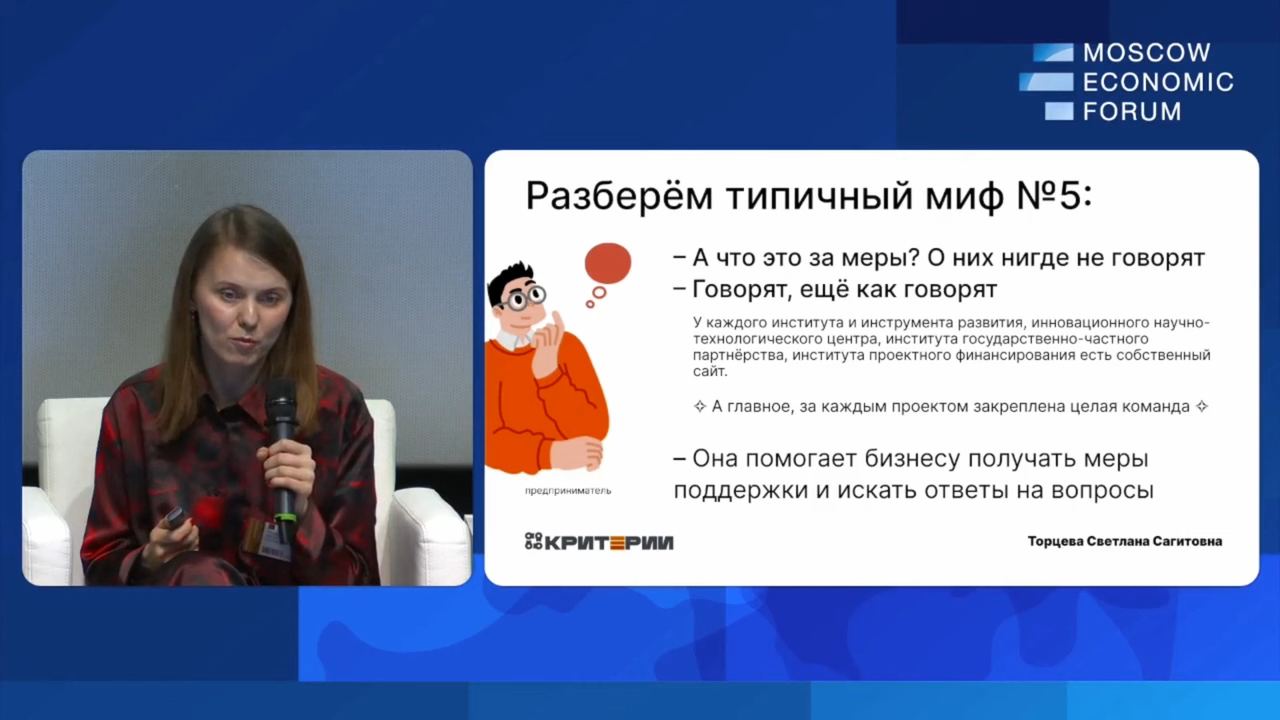 MOSCOW
ECONOMIC
FORUM
Разберём типичный миф №5:
– А что это за меры? О них нигде не говорят
– Говорят, ещё как говорят
У каждого института и инструмента развития, инновационного научно-
технологического центра, института государственно-частного
партнёрства, института проектного финансирования есть собственный
сайт.
✧ А главное, за каждым проектом закреплена целая команда ✧
– Она помогает бизнесу получать меры
поддержки и искать ответы на вопросы
предприниматель
КРИТЕРИИ
Торцева Светлана Сагитовна